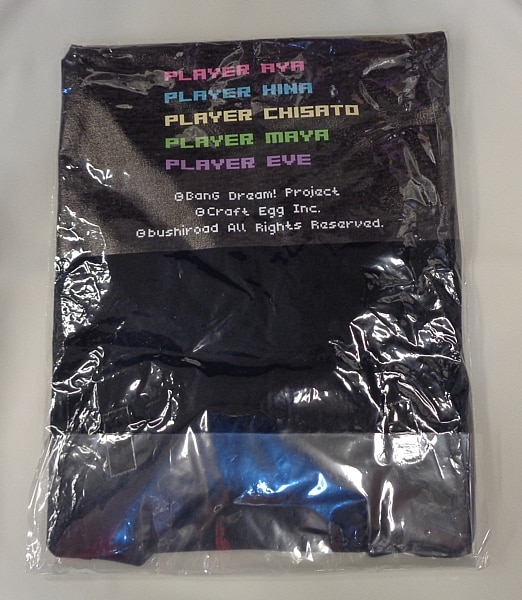 PLAYER AYA
PLAYER HINA
PLAYER CHISATO
PLAYER MAYA
PLAYER EVE
©BanG Dream! Project
©Craft Egg Inc.
©bushiroad All Rights Reserved.